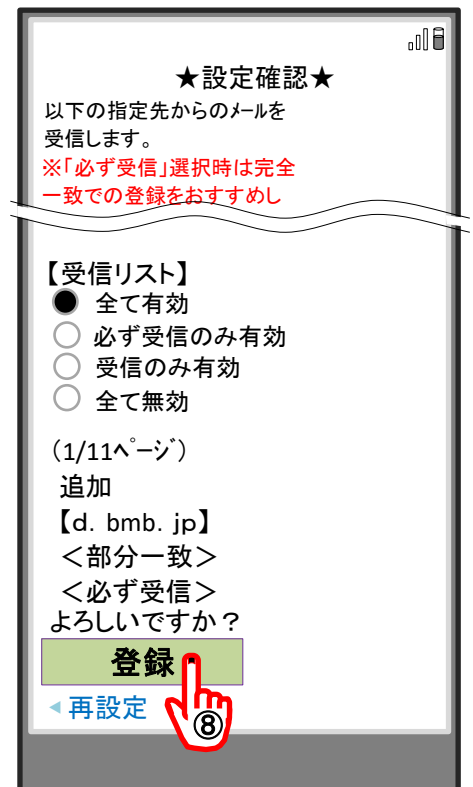 ★設定確認★
以下の指定先からのメールを
受信します。
※「必ず受信」選択時は完全
一致での登録をおすすめし
【受信リスト】
全て有効
必ず受信のみ有効
受信のみ有効
全て無効
（1/11ﾍﾟｰｼﾞ）
追加
【d. bmb. jp】
＜部分一致＞
＜必ず受信＞
よろしいですか？
登録
再設定
⑧